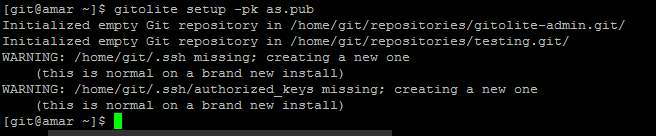 [git@amar ~]$ gitolite setup -pk as.pub
Initialized empty Git repository in /home/git/repositories/gitolite-admin.git/
Initialized empty Git repository in /home/git/repositories/testing.git/
WARNING: /home/git/.ssh missing; creating a new one
    (this is normal on a brand new install)
WARNING: /home/git/.ssh/authorized_keys missing; creating a new one
    (this is normal on a brand new install)
[git@amar ~]$